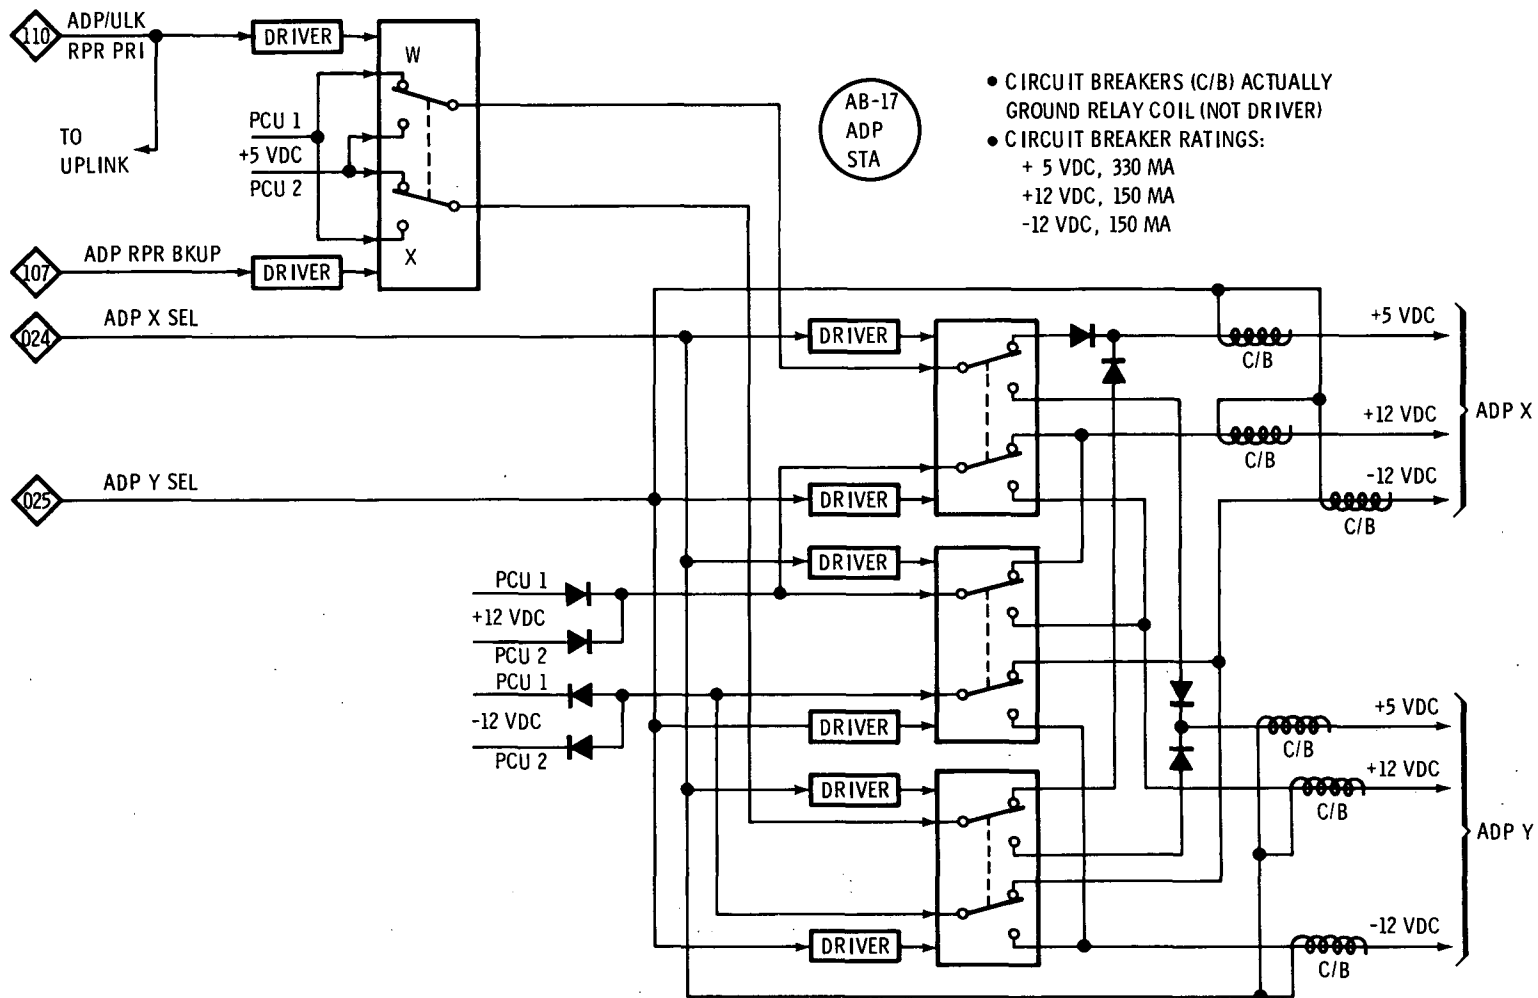 110
ADP/ULK
RPR PRI
DRIVER
TO
UPLINK
PCU 1
+5 VDC
PCU 2
W
X
107
ADP RPR BKUP
DRIVER
AB-17
ADP
STA
● CIRCUIT BREAKERS (C/B) ACTUALLY
GROUND RELAY COIL (NOT DRIVER)
● CIRCUIT BREAKER RATINGS:
+ 5 VDC, 330 MA
+12 VDC, 150 MA
-12 VDC, 150 MA
024
ADP X SEL
DRIVER
+5 VDC
C/B
+12 VDC
C/B
-12 VDC
C/B
ADP X
025
ADP Y SEL
DRIVER
DRIVER
PCU 1
+12 VDC
PCU 2
PCU 1
-12 VDC
PCU 2
DRIVER
DRIVER
DRIVER
+5 VDC
C/B
+12 VDC
C/B
-12 VDC
C/B
ADP Y